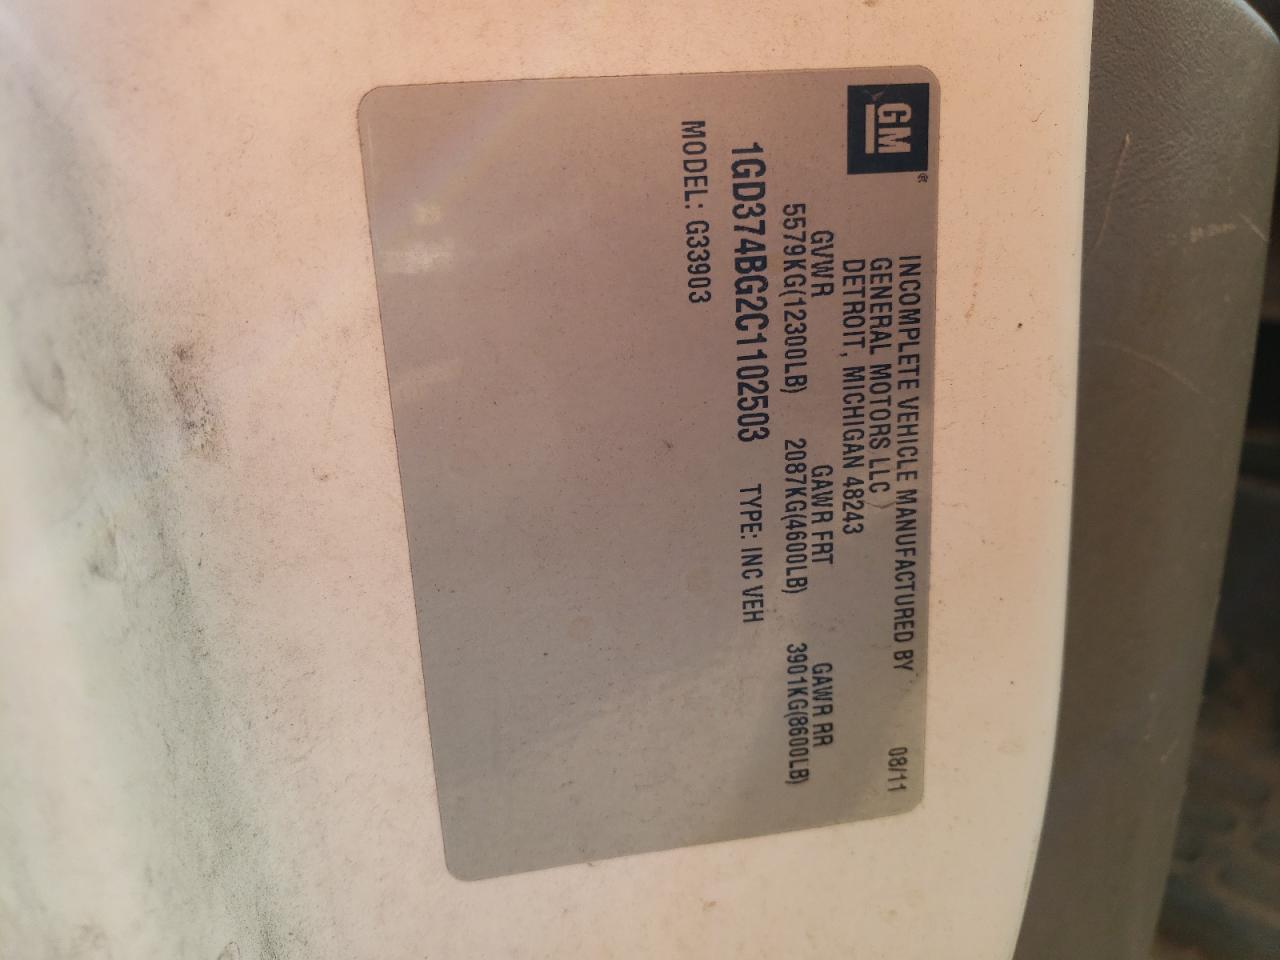 GM®
INCOMPLETE VEHICLE MANUFACTURED BY 08/11
GENERAL MOTORS LLC
DETROIT, MICHIGAN 48243
GVWR GAWR FRT GAWR RR
5579KG(12300LB) 2087KG(4600LB) 3901KG(8600LB)
1GD374BG2C1102503 TYPE: INC VEH
MODEL: G33903